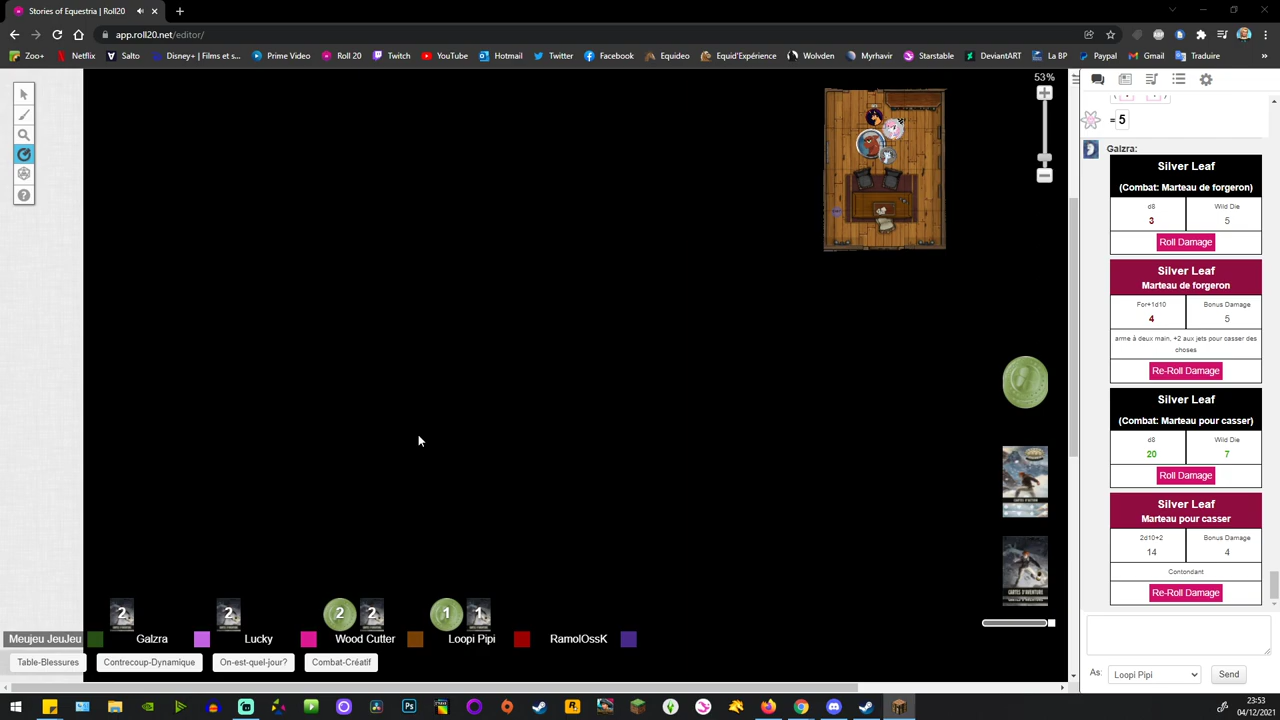 Stories of Equestria | Roll20
app.roll20.net/editor/
Zoo+ Netflix Salto Disney+ | Films et s... Prime Video Roll 20 Twitch YouTube Hotmail Twitter Facebook Equideo Equid'Expérience Wolvden Myrhavir Starstable DeviantART La BP Paypal Gmail Traduire »
53%
= 5
Galzra:
Silver Leaf
(Combat: Marteau de forgeron)
d8 Wild Die
3 5
Roll Damage
Silver Leaf
Marteau de forgeron
For+1d10 Bonus Damage
4 5
arme à deux main, +2 aux jets pour casser des
choses
Re-Roll Damage
Silver Leaf
(Combat: Marteau pour casser)
d8 Wild Die
20 7
Roll Damage
Silver Leaf
Marteau pour casser
2d10+2 Bonus Damage
14 4
Contondant
Re-Roll Damage
CARTES D'AVENTURE
2 2 2 2 1 1
Meujeu JeuJeu Galzra Lucky Wood Cutter Loopi Pipi RamolOssK
Table-Blessures Contrecoup-Dynamique On-est-quel-jour? Combat-Créatif
As: Loopi Pipi Send
23:53
04/12/2021